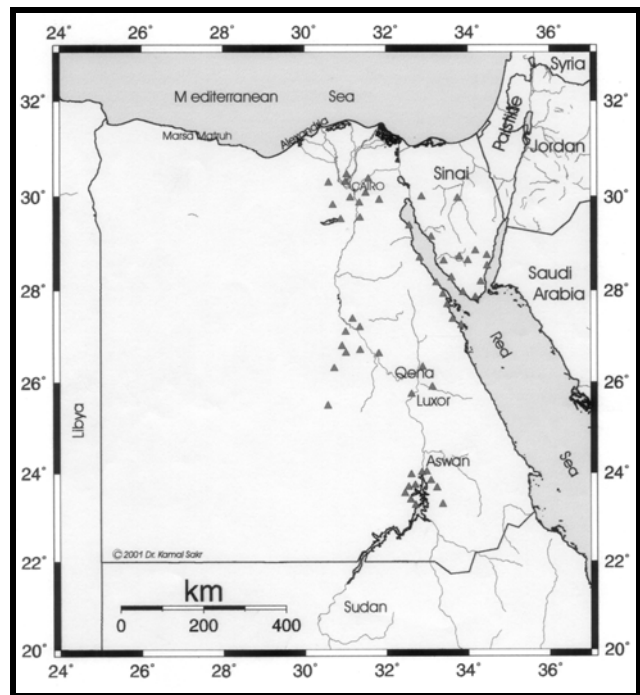 24° 26° 28° 30° 32° 34° 36°
Syria
32° 32°
Mediterranean Sea
Palstine
Alexandria
Marsa Matruh
Jordan
30° 30°
CAIRO
Sinai
Saudi
Arabia
28° 28°
Red
Sea
26° 26°
Qena
Luxor
Libya
24° 24°
Aswan
©2001 Dr. Kamal Sakr
22° 22°
km
0 200 400
Sudan
20° 20°
24° 26° 28° 30° 32° 34° 36°